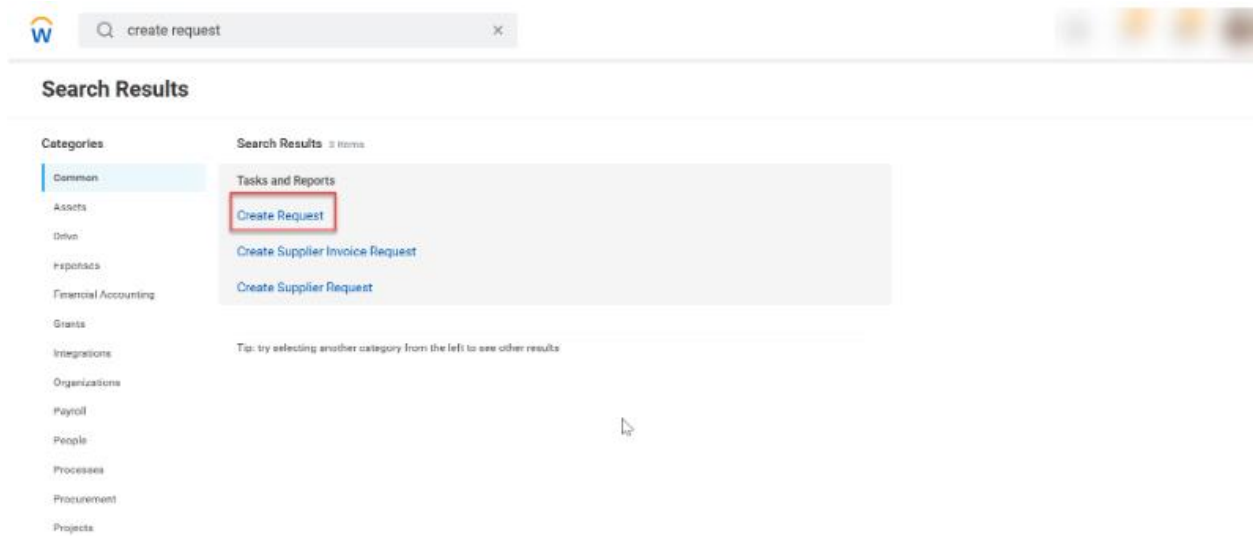 create request
Search Results
Categories
Common
Assets
Drive
Expenses
Financial Accounting
Grants
Integrations
Organizations
Payroll
People
Processes
Procurement
Projects
Search Results 3 items
Tasks and Reports
Create Request
Create Supplier Invoice Request
Create Supplier Request
Tip: try selecting another category from the left to see other results